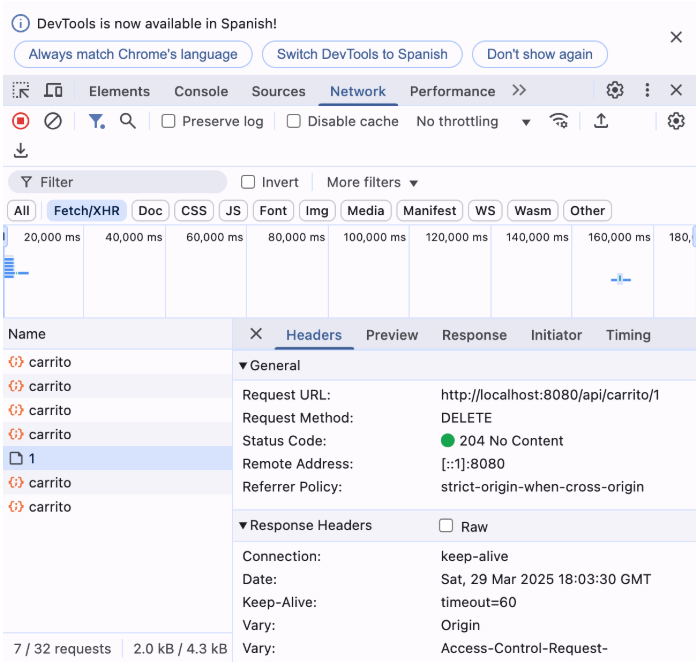 DevTools is now available in Spanish!
Always match Chrome's language Switch DevTools to Spanish Don't show again
Elements Console Sources Network Performance
Preserve log Disable cache No throttling
Filter Invert More filters
All Fetch/XHR Doc CSS JS Font Img Media Manifest WS Wasm Other
20,000 ms 40,000 ms 60,000 ms 80,000 ms 100,000 ms 120,000 ms 140,000 ms 160,000 ms 180,
Name
carrito
carrito
carrito
carrito
1
carrito
carrito
7 / 32 requests 2.0 kB / 4.3 kB
Headers Preview Response Initiator Timing
General
Request URL: http://localhost:8080/api/carrito/1
Request Method: DELETE
Status Code: 204 No Content
Remote Address: [::1]:8080
Referrer Policy: strict-origin-when-cross-origin
Response Headers Raw
Connection: keep-alive
Date: Sat, 29 Mar 2025 18:03:30 GMT
Keep-Alive: timeout=60
Vary: Origin
Vary: Access-Control-Request-